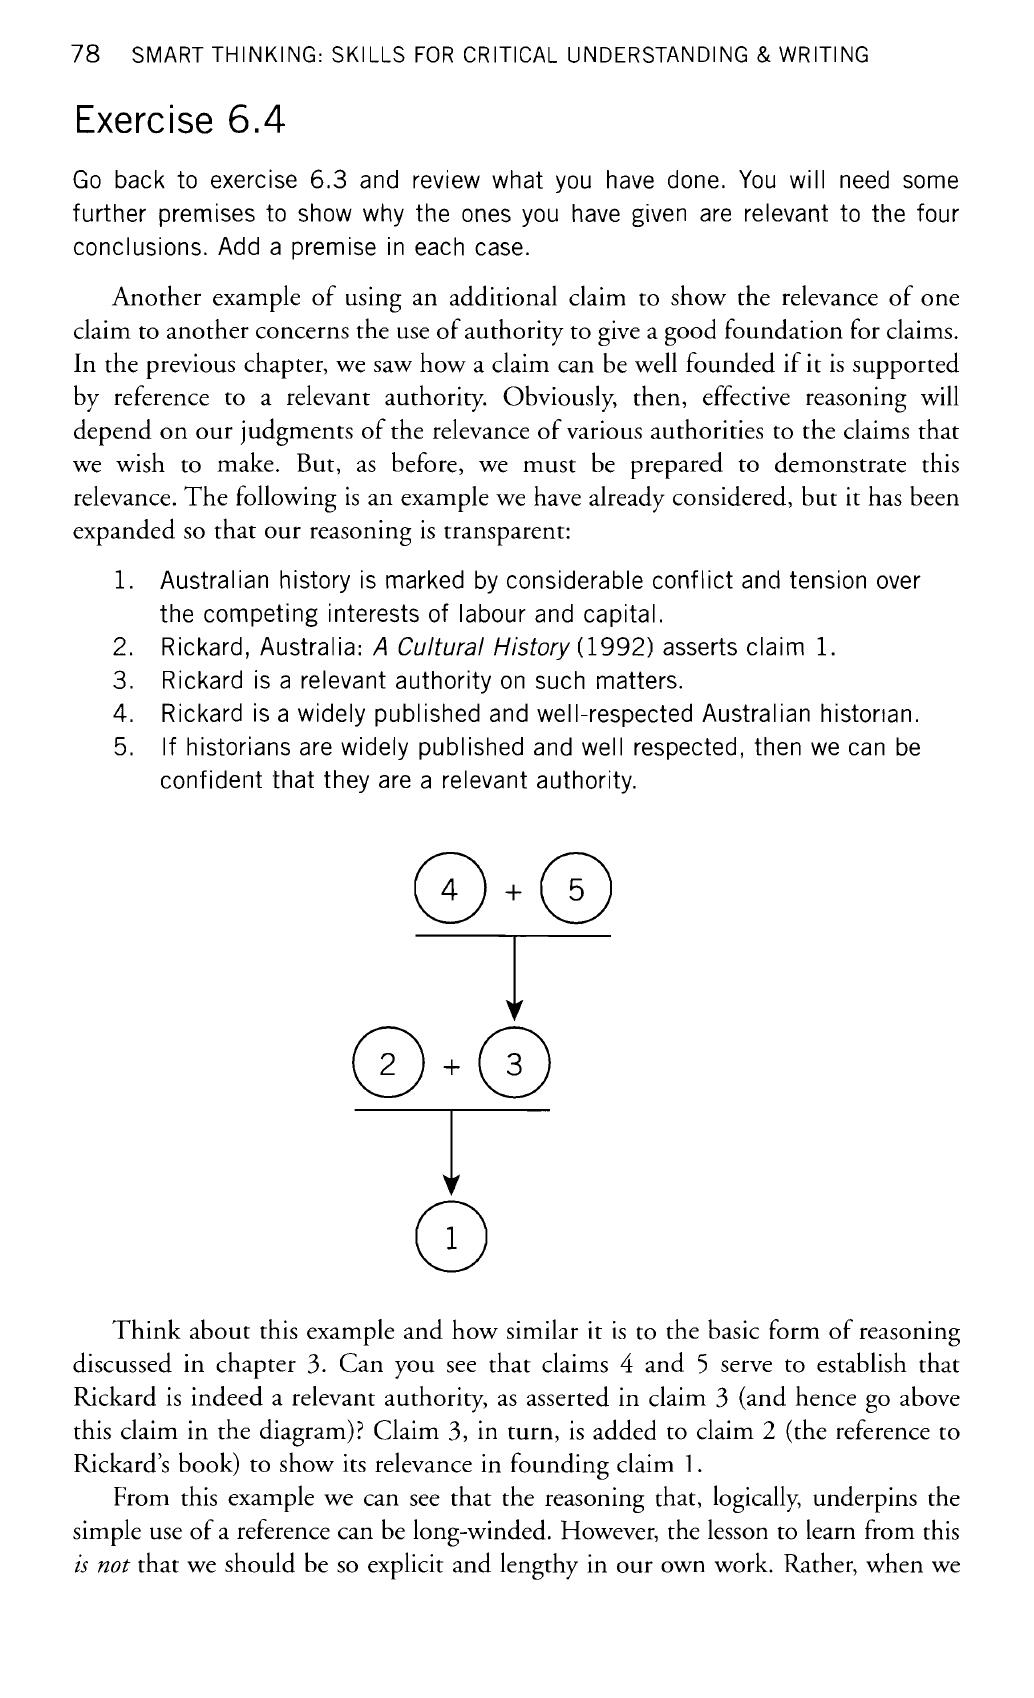 78 SMART THINKING: SKILLS FOR CRITICAL UNDERSTANDING & WRITING
Exercise 6.4
Go back to exercise 6.3 and review what you have done. You will need some
further premises to show why the ones you have given are relevant to the four
conclusions. Add a premise in each case.
Another example of using an additional claim to show the relevance of one
claim to another concerns the use of authority to give a good foundation for claims.
In the previous chapter, we saw how a claim can be well founded if it is supported
by reference to a relevant authority. Obviously, then, effective reasoning will
depend on our judgments of the relevance of various authorities to the claims that
we wish to make. But, as before, we must be prepared to demonstrate this
relevance. The following is an example we have already considered, but it has been
expanded so that our reasoning is transparent:
1. Australian history is marked by considerable conflict and tension over
the competing interests of labour and capital.
2. Rickard, Australia: A Cultural History (1992) asserts claim 1.
3. Rickard is a relevant authority on such matters.
4. Rickard is a widely published and well-respected Australian historian.
5. If historians are widely published and well respected, then we can be
confident that they are a relevant authority.
4 + 5
2 + 3
1
Think about this example and how similar it is to the basic form of reasoning
discussed in chapter 3. Can you see that claims 4 and 5 serve to establish that
Rickard is indeed a relevant authority, as asserted in claim 3 (and hence go above
this claim in the diagram)? Claim 3, in turn, is added to claim 2 (the reference to
Rickard's book) to show its relevance in founding claim 1.
From this example we can see that the reasoning that, logically, underpins the
simple use of a reference can be long-winded. However, the lesson to learn from this
is not that we should be so explicit and lengthy in our own work. Rather, when we